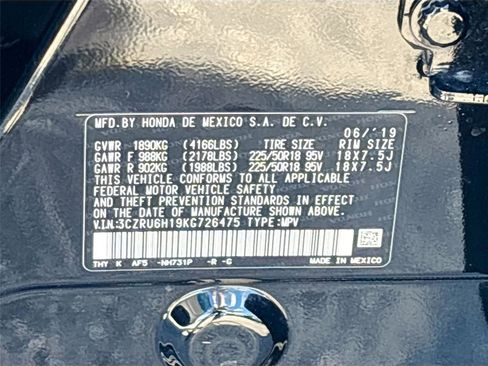 MFD.BY HONDA DE MEXICO S.A. DE C.V.
06/'19
GVWR 1890KG (4166LBS) TIRE SIZE RIM SIZE
GAWR F 988KG (2178LBS) 225/50R18 95V 18X7.5J
GAWR R 902KG (1988LBS) 225/50R18 95V 18X7.5J
THIS VEHICLE CONFORMS TO ALL APPLICABLE
FEDERAL MOTOR VEHICLE SAFETY
AND THEFT PREVENTION STANDARDS IN EFFECT
ON THE DATE OF MANUFACTURE SHOWN ABOVE.
V.I.N:3CZRU6H19KG726475 TYPE:MPV
THY K AF5 -NH731P -R -G MADE IN MEXICO